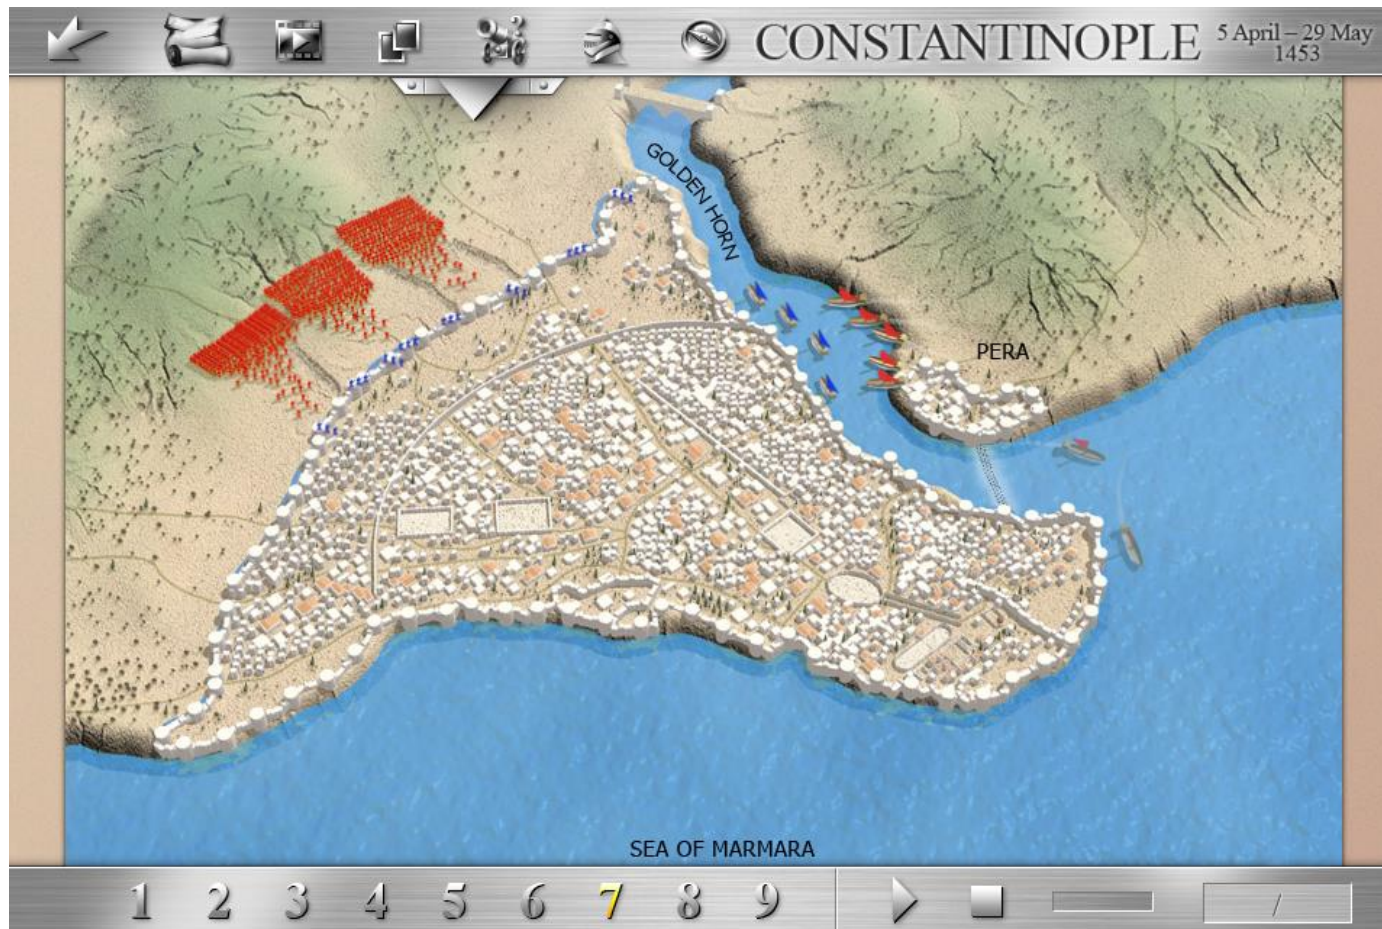 CONSTANTINOPLE
5 April – 29 May
1453
GOLDEN HORN
PERA
SEA OF MARMARA
1 2 3 4 5 6 7 8 9
/